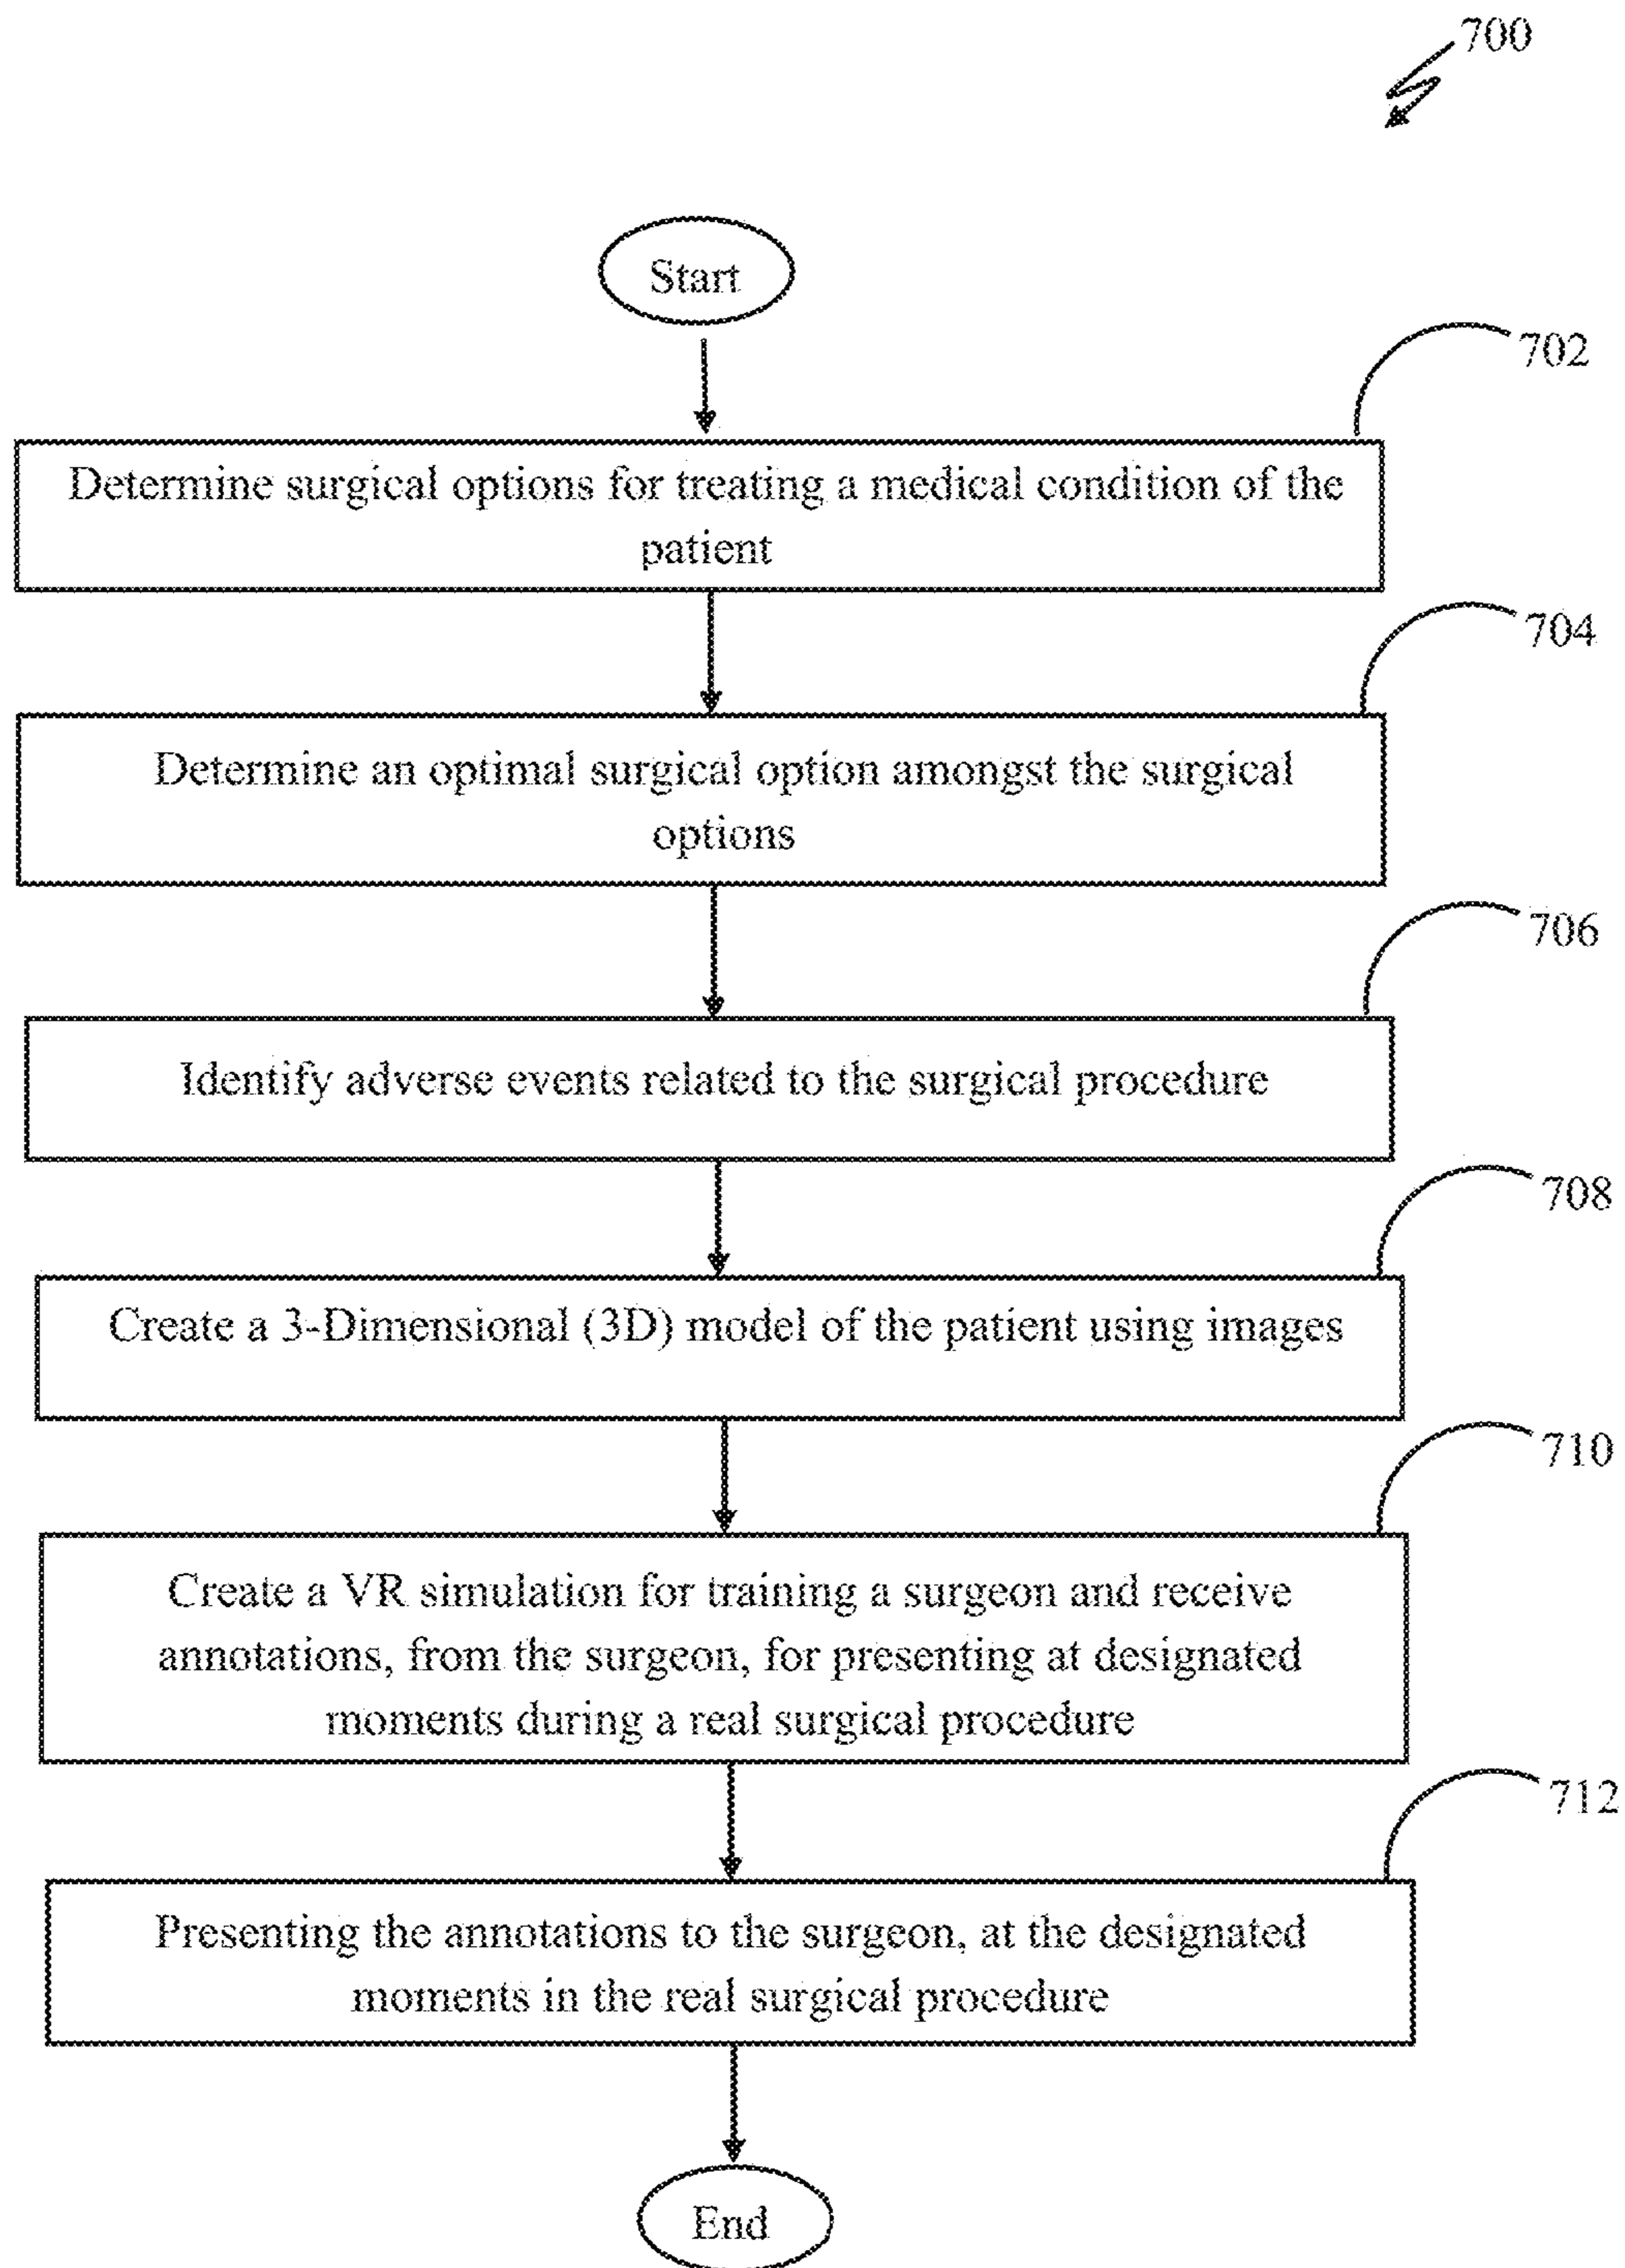 700
Start
702
Determine surgical options for treating a medical condition of the
patient
704
Determine an optimal surgical option amongst the surgical
options
706
Identify adverse events related to the surgical procedure
708
Create a 3-Dimensional (3D) model of the patient using images
710
Create a VR simulation for training a surgeon and receive
annotations, from the surgeon, for presenting at designated
moments during a real surgical procedure
712
Presenting the annotations to the surgeon, at the designated
moments in the real surgical procedure
End